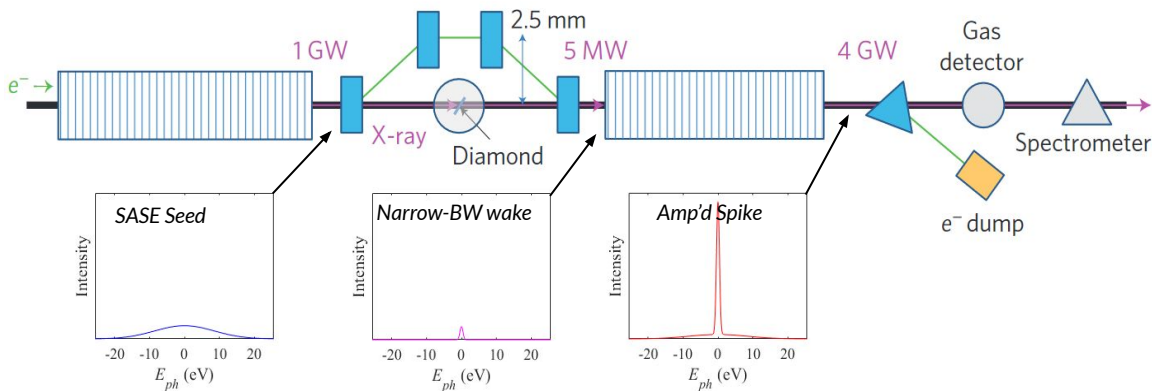 2.5 mm
1 GW
5 MW
4 GW
Gas
detector
e⁻
X-ray
Diamond
Spectrometer
e⁻ dump
SASE Seed
Intensity
-20 -10 0 10 20
E_ph (eV)
Narrow-BW wake
Intensity
-20 -10 0 10 20
E_ph (eV)
Amp'd Spike
Intensity
-20 -10 0 10 20
E_ph (eV)